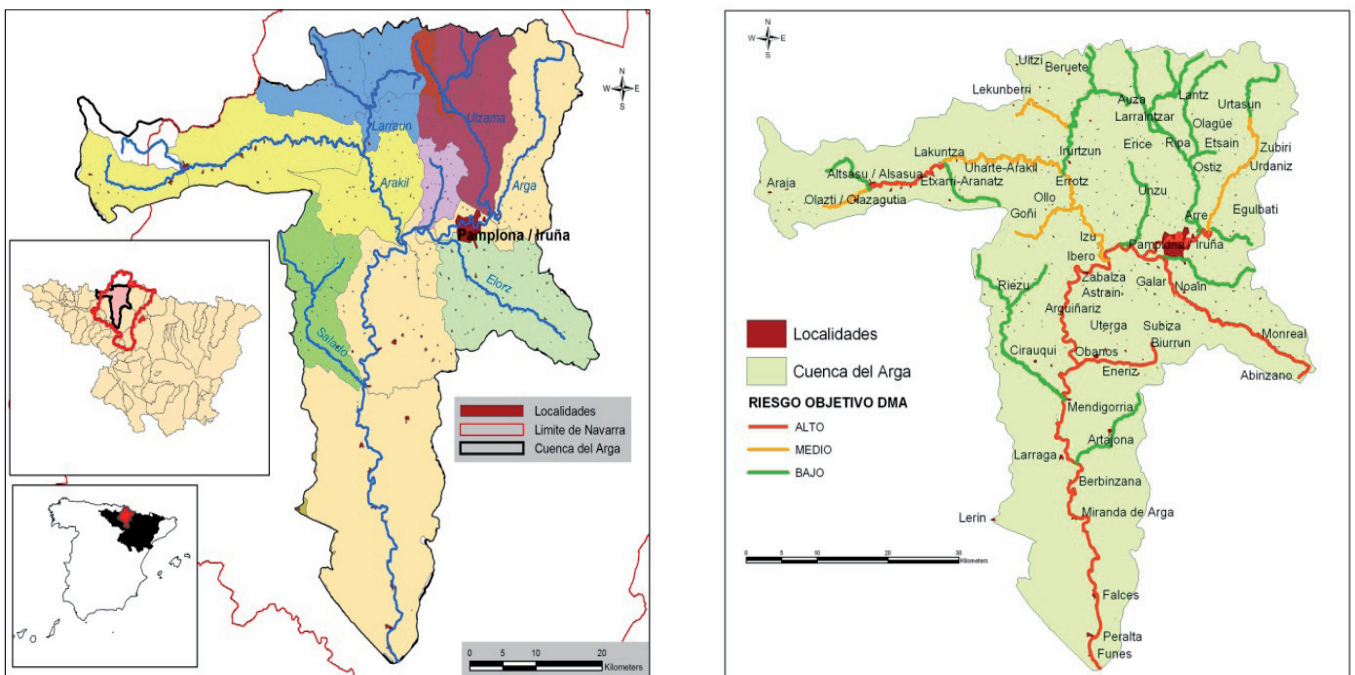 N
W E
S
Larraun
Ulzama
Arakil
Arga
Pamplona / Iruña
Elorz
Salado
Localidades
Limite de Navarra
Cuenca del Arga
0 5 10 20
Kilometers
N
W E
S
Uitzi
Beruete
Lekunberri
Auza
Lantz
Urtasun
Larraintzar
Olagüe
Lakuntza
Irurtzun
Erice
Ripa
Etsain
Zubiri
Altsasu / Alsasua
Uharte-Arakil
Ostiz
Urdaniz
Araja
Etxarri-Aranatz
Errotz
Olazti / Olazagutia
Ollo
Unzu
Goñi
Arre
Egulbati
Izu
Pamplona / Iruña
Ibero
Riezu
Zabalza
Galar
Noain
Astrain
Arguiñariz
Uterga
Subiza
Monreal
Localidades
Cirauqui
Obanos
Biurrun
Cuenca del Arga
Eneriz
Abinzano
RIESGO OBJETIVO DMA
Mendigorria
ALTO
Artajona
MEDIO
Larraga
BAJO
Berbinzana
Miranda de Arga
Lerin
0 5 10 20 30
Kilometers
Falces
Peralta
Funes